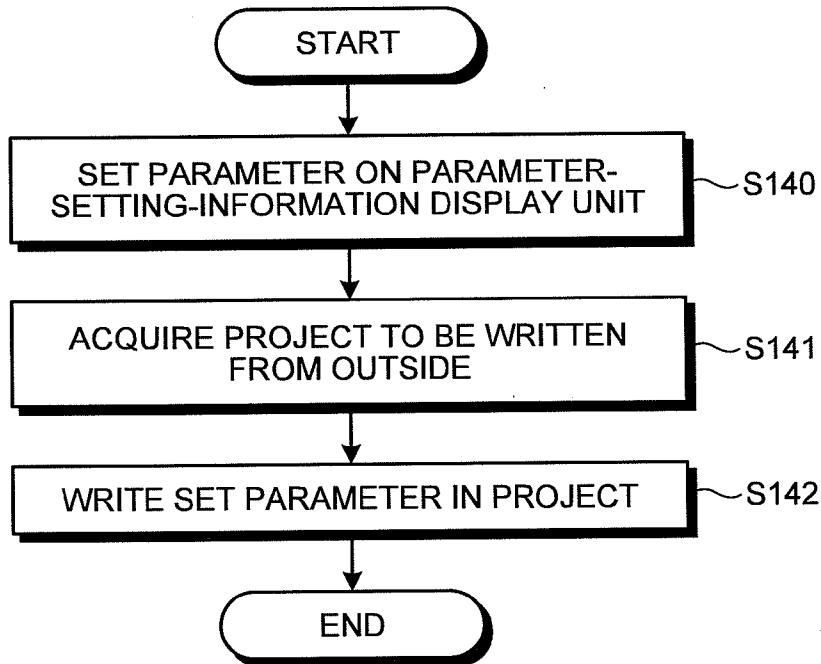 START
SET PARAMETER ON PARAMETER-
SETTING-INFORMATION DISPLAY UNIT
S140
ACQUIRE PROJECT TO BE WRITTEN
FROM OUTSIDE
S141
WRITE SET PARAMETER IN PROJECT
S142
END